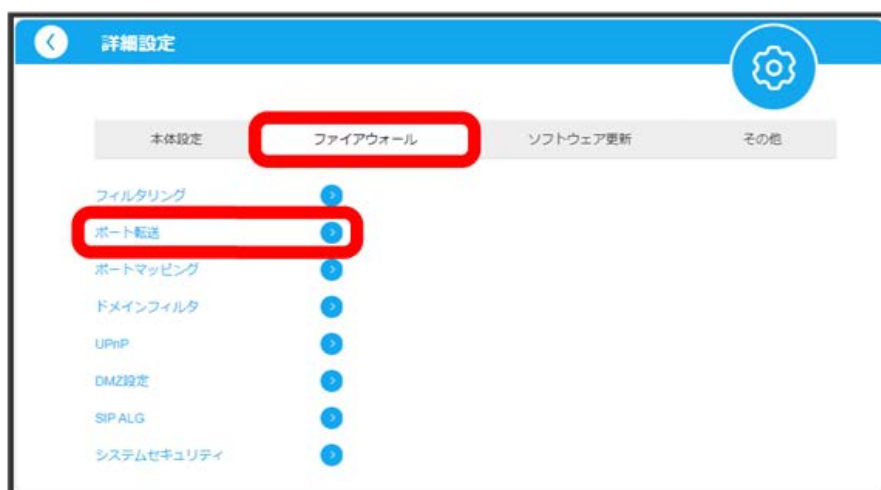 詳細設定
本体設定 ファイアウォール ソフトウェア更新 その他
フィルタリング
ポート転送
ポートマッピング
ドメインフィルタ
UPnP
DMZ設定
SIP ALG
システムセキュリティ